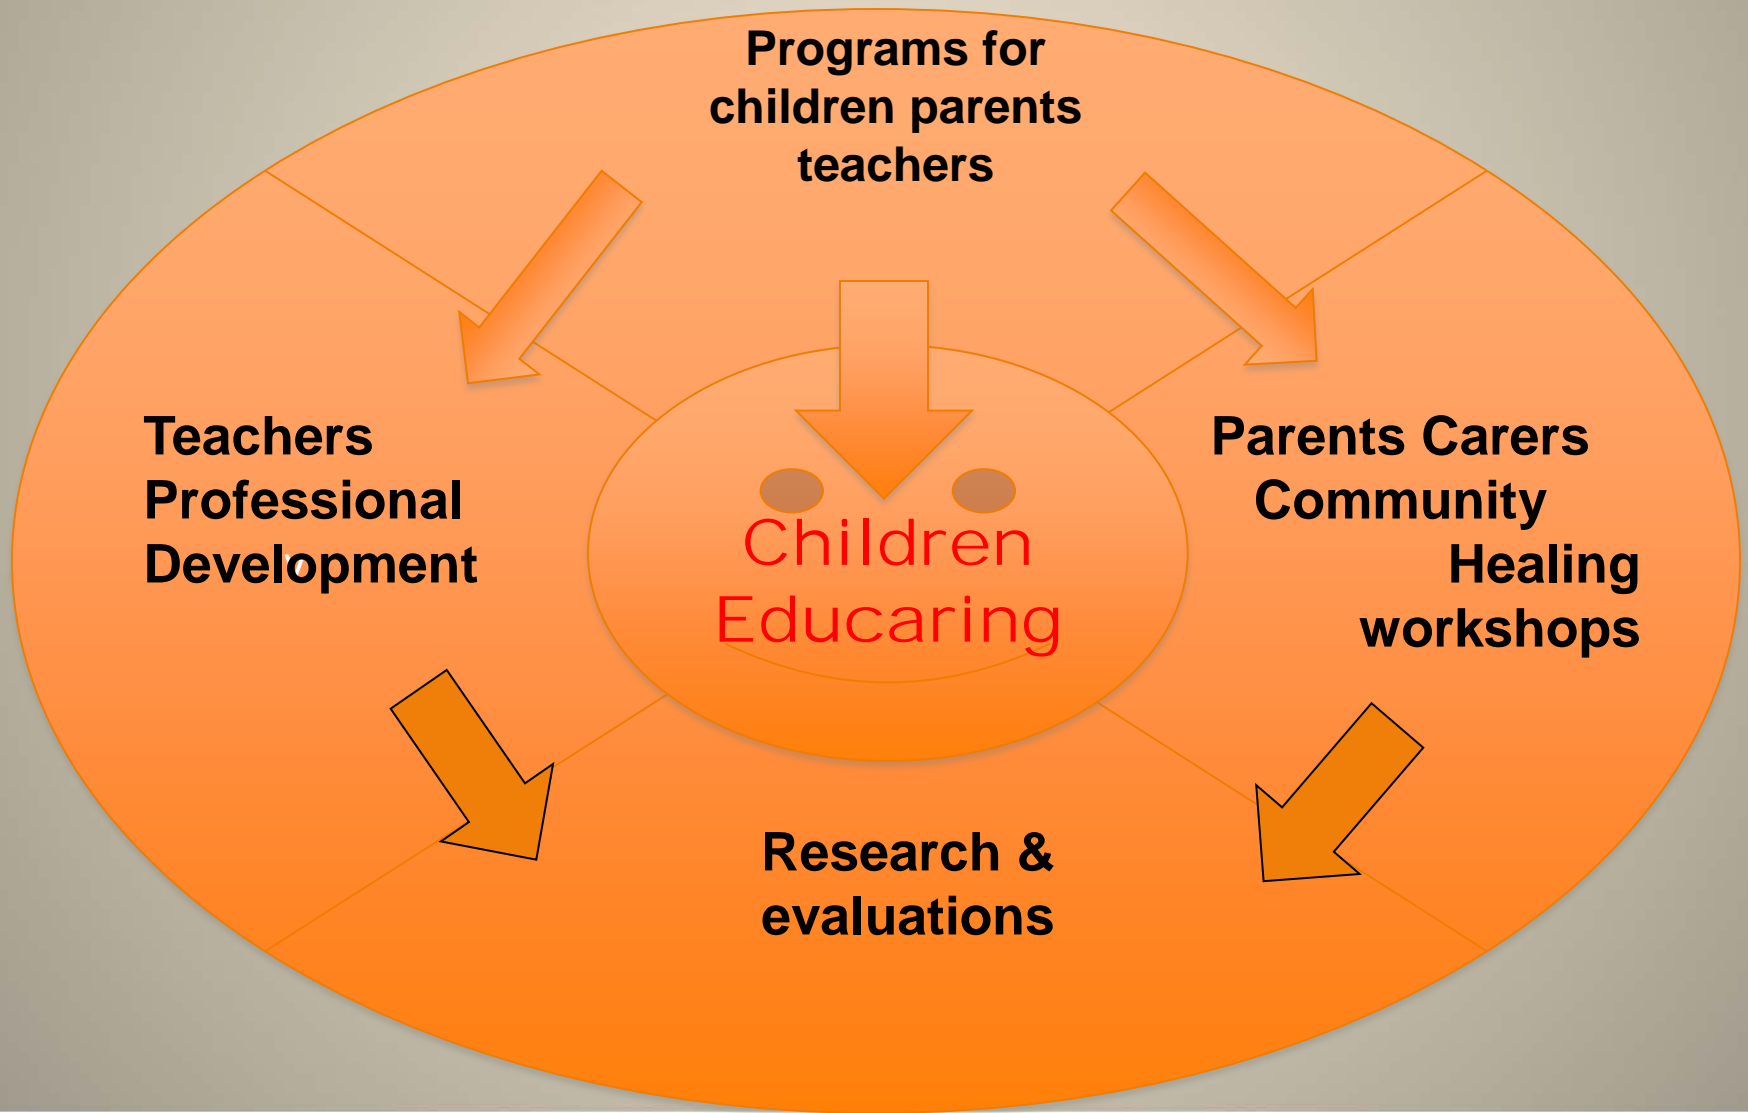 Programs for
children parents
teachers
Teachers
Professional
Development
Children
Educaring
Parents Carers
Community
Healing
workshops
Research &
evaluations